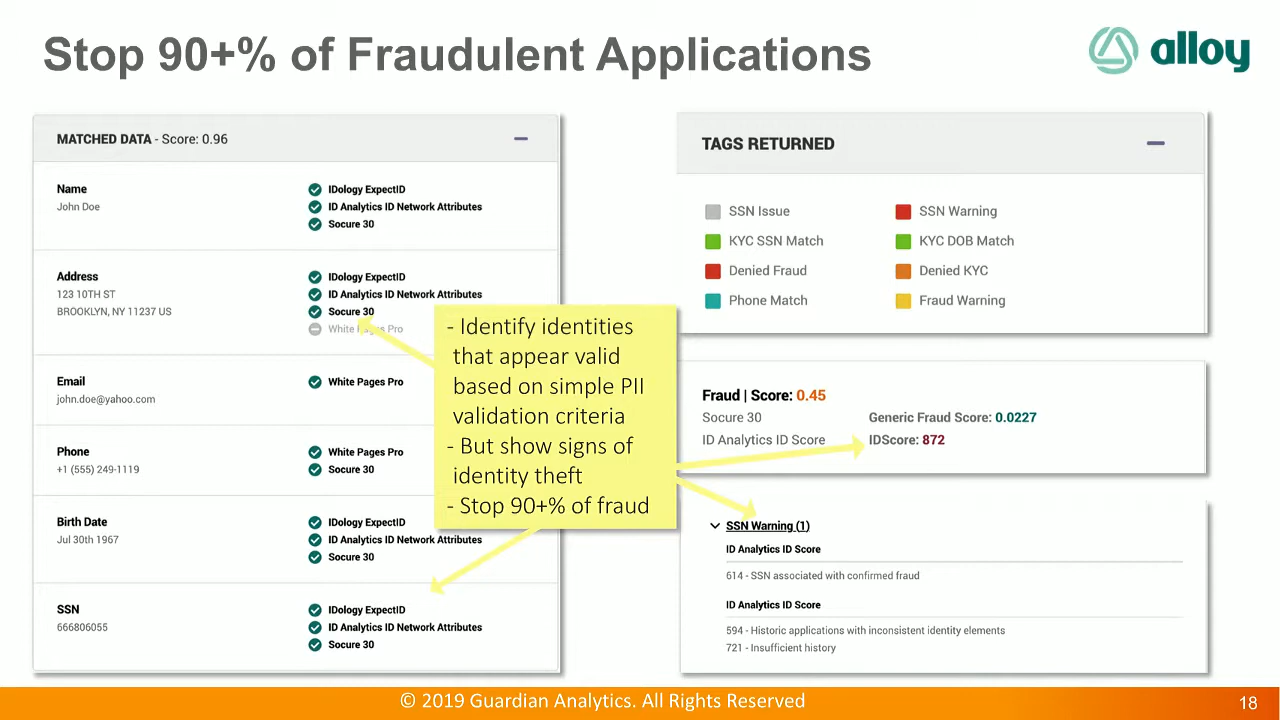 Stop 90+% of Fraudulent Applications
alloy
MATCHED DATA - Score: 0.96
Name
John Doe
IDology ExpectID
ID Analytics ID Network Attributes
Socure 30
Address
123 10TH ST
BROOKLYN, NY 11237 US
IDology ExpectID
ID Analytics ID Network Attributes
Socure 30
White Pages Pro
Email
john.doe@yahoo.com
White Pages Pro
Phone
+1 (555) 249-1119
White Pages Pro
Socure 30
Birth Date
Jul 30th 1967
IDology ExpectID
ID Analytics ID Network Attributes
Socure 30
SSN
666806055
IDology ExpectID
ID Analytics ID Network Attributes
Socure 30
- Identify identities
that appear valid
based on simple PII
validation criteria
- But show signs of
identity theft
- Stop 90+% of fraud
TAGS RETURNED
SSN Issue
SSN Warning
KYC SSN Match
KYC DOB Match
Denied Fraud
Denied KYC
Phone Match
Fraud Warning
Fraud | Score: 0.45
Socure 30
Generic Fraud Score: 0.0227
ID Analytics ID Score
IDScore: 872
SSN Warning (1)
ID Analytics ID Score
614 - SSN associated with confirmed fraud
ID Analytics ID Score
594 - Historic applications with inconsistent identity elements
721 - Insufficient history
© 2019 Guardian Analytics. All Rights Reserved
18